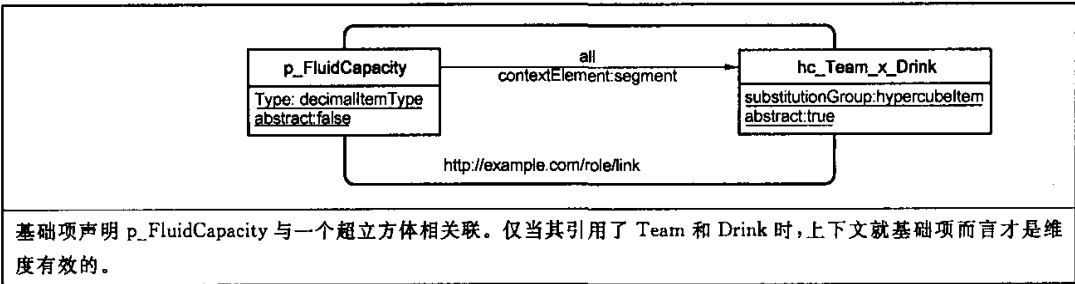 all
p_FluidCapacity
contextElement:segment
hc_Team_x_Drink
Type: decimalItemType
substitutionGroup:hypercubeItem
abstract:false
abstract:true
http://example.com/role/link
基础项声明 p_FluidCapacity 与一个超立方体相关联。仅当其引用了 Team 和 Drink 时,上下文就基础项而言才是维
度有效的。